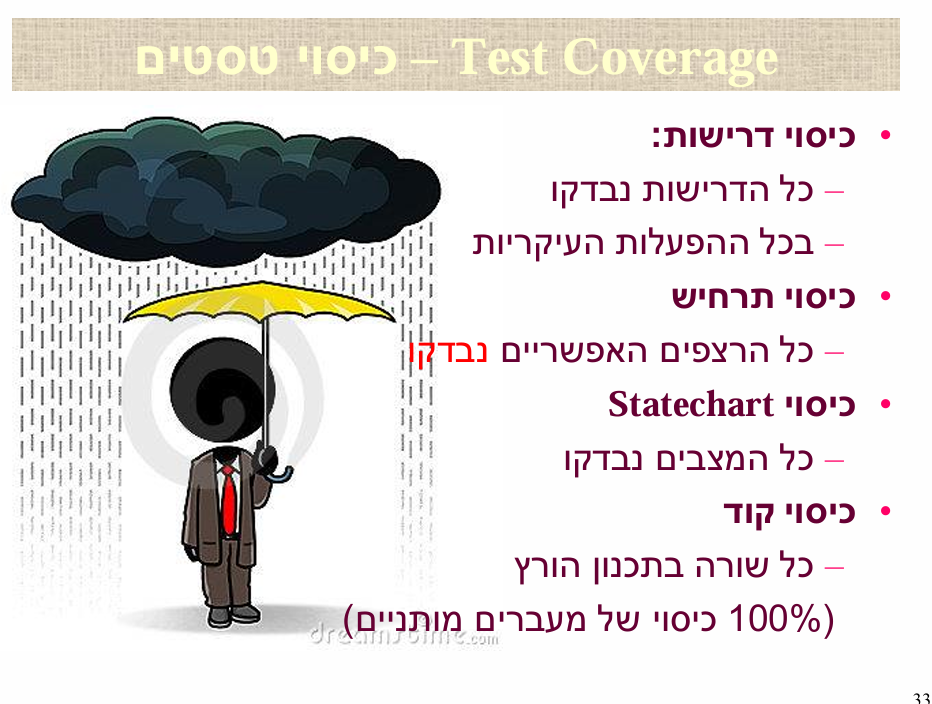 כיסוי טסטים – Test Coverage
• כיסוי דרישות:
– כל הדרישות נבדקו
– בכל ההפעלות העיקריות
• כיסוי תרחיש
– כל הרצפים האפשריים נבדקו
• כיסוי Statechart
– כל המצבים נבדקו
• כיסוי קוד
– כל שורה בתכנון הורץ
(100% כיסוי של מעברים מותניים)
dreamstime.com
33